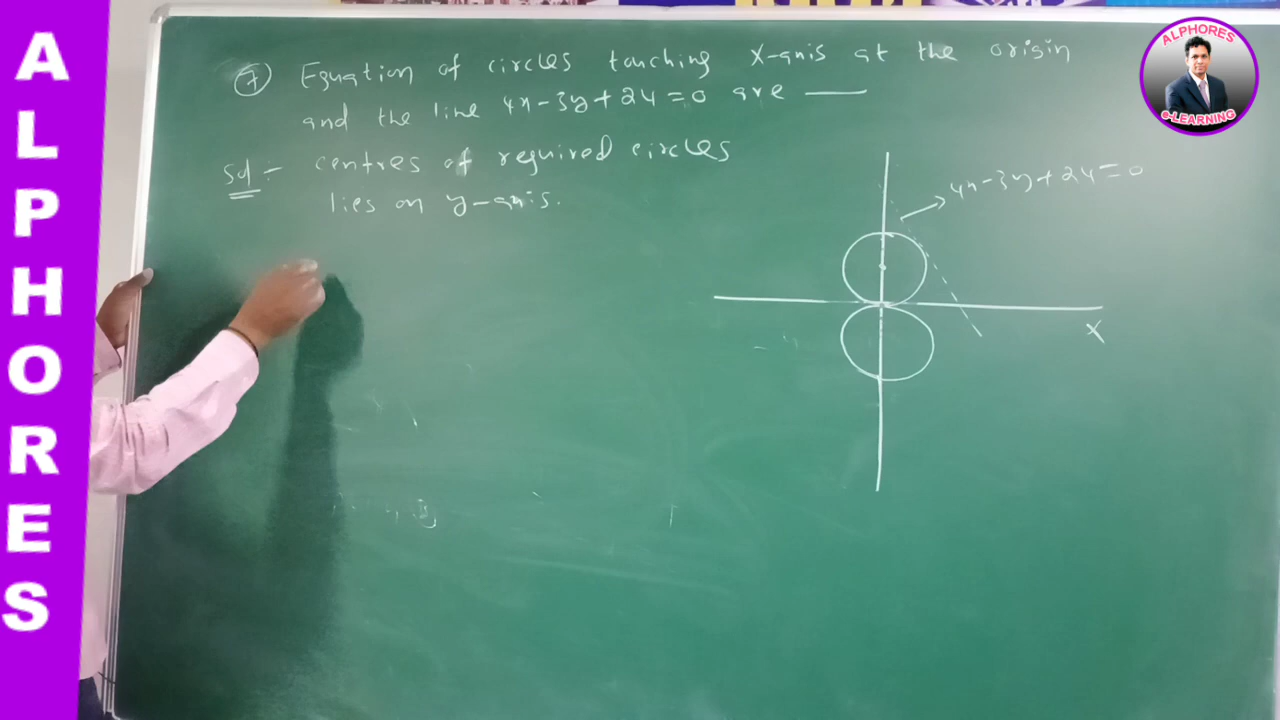 ALPHORES
ALPHORES
e-LEARNING
7 Equation of circles touching X-axis at the origin
and the line 4x-3y+24=0 are ___
Sol:- centres of required circles
lies on y-axis.
4x-3y+24=0
X